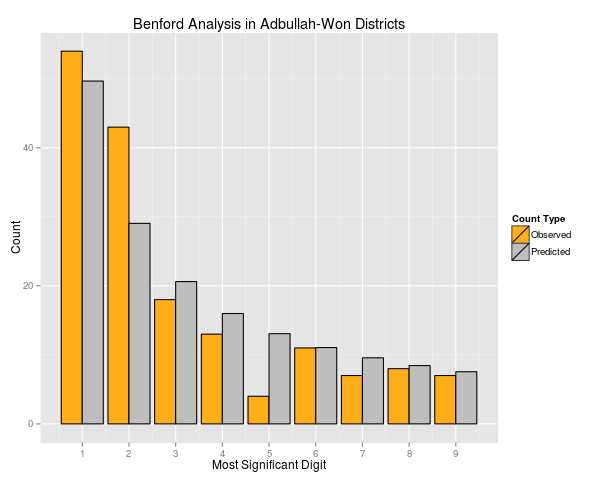 Benford Analysis in Adbullah-Won Districts
Count
40
20
0
1 2 3 4 5 6 7 8 9
Most Significant Digit
Count Type
Observed
Predicted